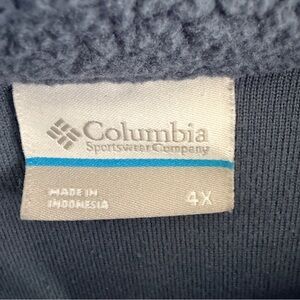 Columbia
Sportswear Company
MADE IN
INDONESIA
4X